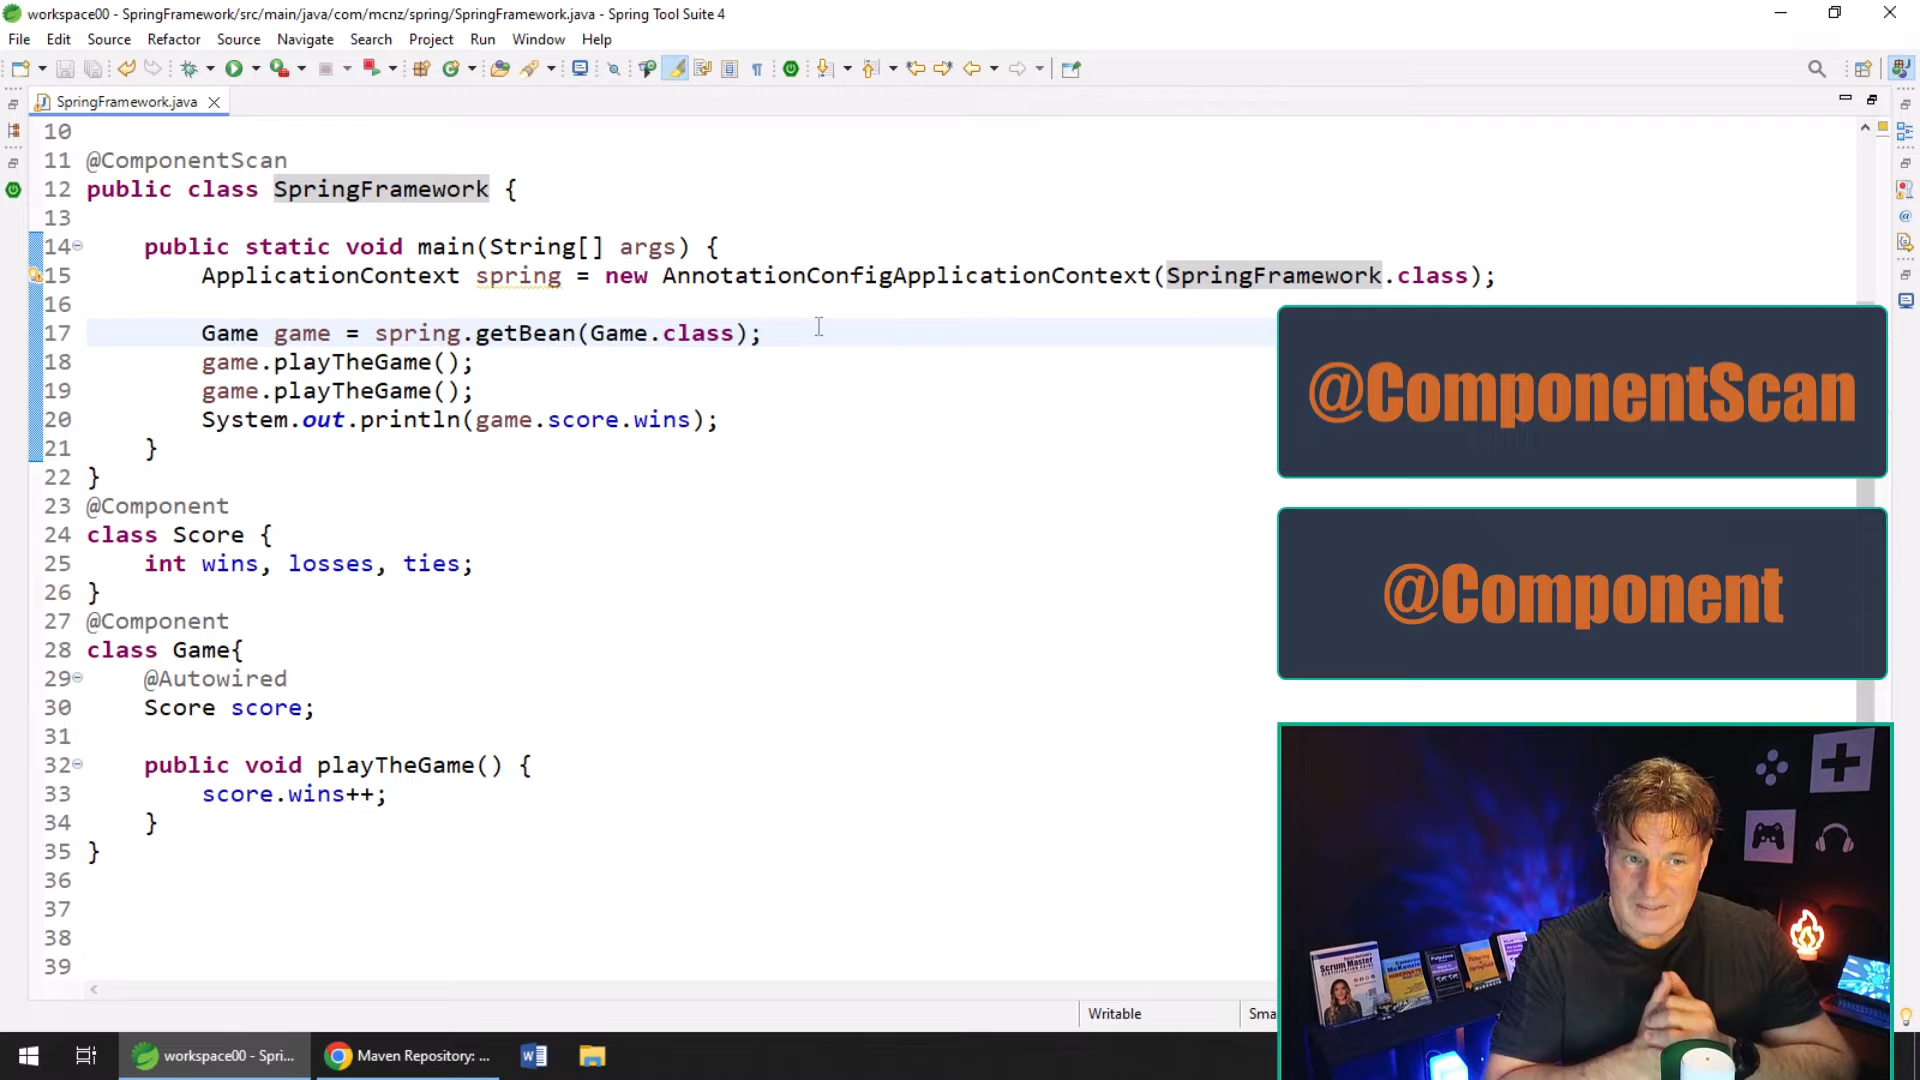 workspace00 - SpringFramework/src/main/java/com/mcnz/spring/SpringFramework.java - Spring Tool Suite 4
File Edit Source Refactor Source Navigate Search Project Run Window Help
SpringFramework.java
10
11 @ComponentScan
12 public class SpringFramework {
13
14 public static void main(String[] args) {
15 ApplicationContext spring = new AnnotationConfigApplicationContext(SpringFramework.class);
16
17 Game game = spring.getBean(Game.class);
18 game.playTheGame();
19 game.playTheGame();
20 System.out.println(game.score.wins);
21 }
22 }
23 @Component
24 class Score {
25 int wins, losses, ties;
26 }
27 @Component
28 class Game{
29 @Autowired
30 Score score;
31
32 public void playTheGame() {
33 score.wins++;
34 }
35 }
36
37
38
39
@ComponentScan
@Component
Scrum Master
HIBERNATE
Writable
Sma
workspace00 - Spri...
Maven Repository: ...